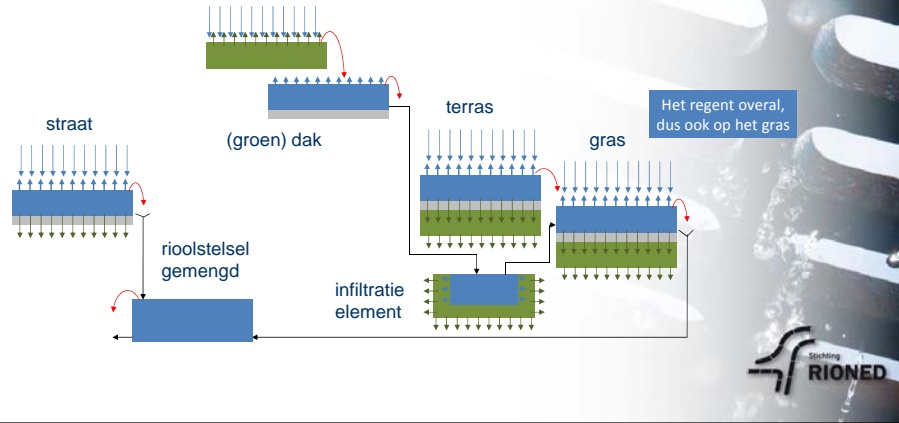 straat
(groen) dak
terras
gras
Het regent overal,
dus ook op het gras
rioolstelsel
gemengd
infiltratie
element
Stichting
RIONED